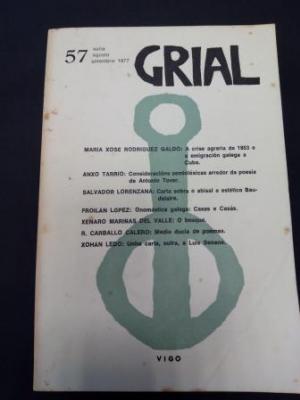 57
xullo
agosto
setembro 1977
GRIAL
MARIA XOSE RODRIGUEZ GALDO: A crise agraria de 1853 e
a emigración galega a
Cuba.
ANXO TARRIO: Consideracións semiolóxicas arredor da poesía
de Antonio Tovar.
SALVADOR LORENZANA: Carta sobre o abisal e estético Bau-
delaire.
FROILÁN LOPEZ: Onomástica galega: Casas e Casás.
XENARO MARIÑAS DEL VALLE: O bosque.
R. CARBALLO CALERO: Medio ducia de poemas.
XOHAN LEDO: Unha carta, outra, a Luis Seoane.
VIGO